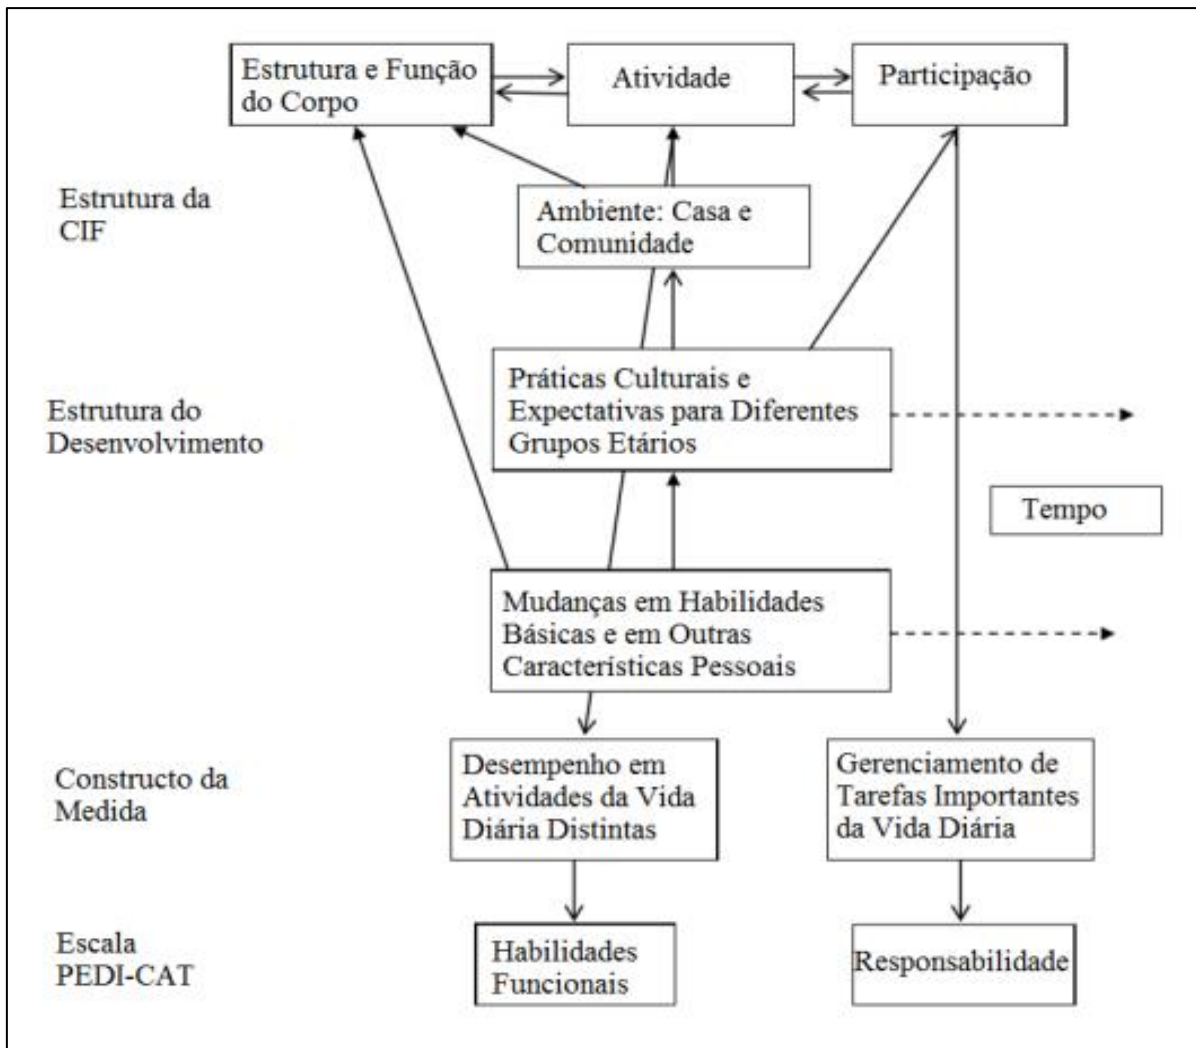 Estrutura e Função
do Corpo
Atividade
Participação
Estrutura da
CIF
Ambiente: Casa e
Comunidade
Estrutura do
Desenvolvimento
Práticas Culturais e
Expectativas para Diferentes
Grupos Etários
Tempo
Mudanças em Habilidades
Básicas e em Outras
Características Pessoais
Constructo da
Medida
Desempenho em
Atividades da Vida
Diária Distintas
Gerenciamento de
Tarefas Importantes
da Vida Diária
Escala
PEDI-CAT
Habilidades
Funcionais
Responsabilidade